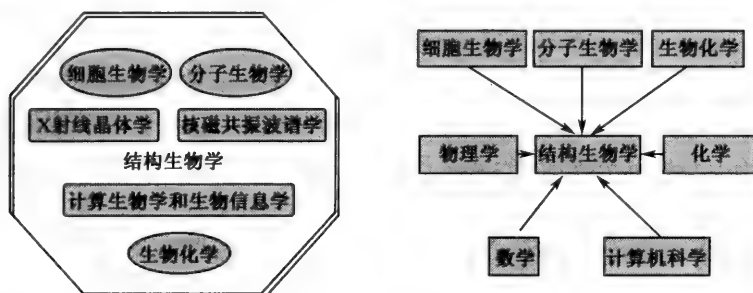 细胞生物学 分子生物学
X射线晶体学 核磁共振波谱学
结构生物学
计算生物学和生物信息学
生物化学
细胞生物学 分子生物学 生物化学
物理学 结构生物学 化学
数学 计算机科学